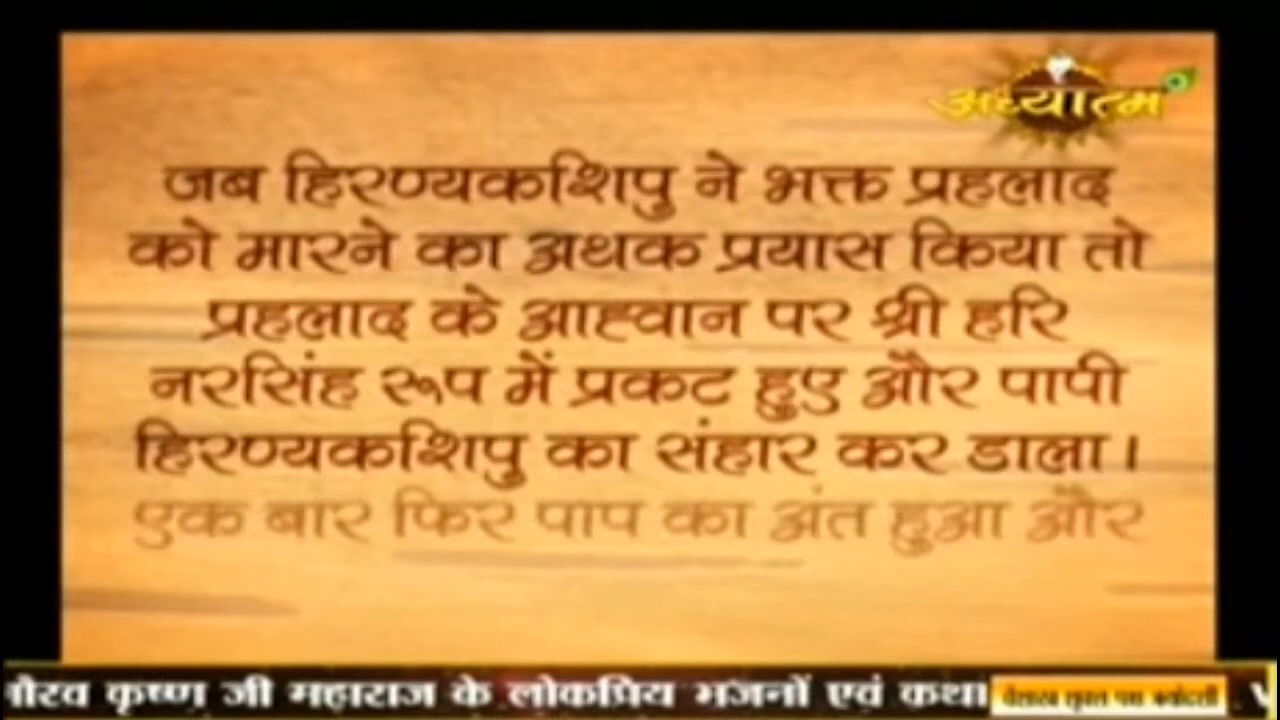 अध्यात्म
जब हिरण्यकशिपु ने भक्त प्रहलाद
को मारने का अथक प्रयास किया तो
प्रहलाद के आह्वान पर श्री हरि
नरसिंह रूप में प्रकट हुए और पापी
हिरण्यकशिपु का संहार कर डाला।
एक बार फिर पाप का अंत हुआ और
गौरव कृष्ण जी महाराज के लोकप्रिय भजनों एवं कथा